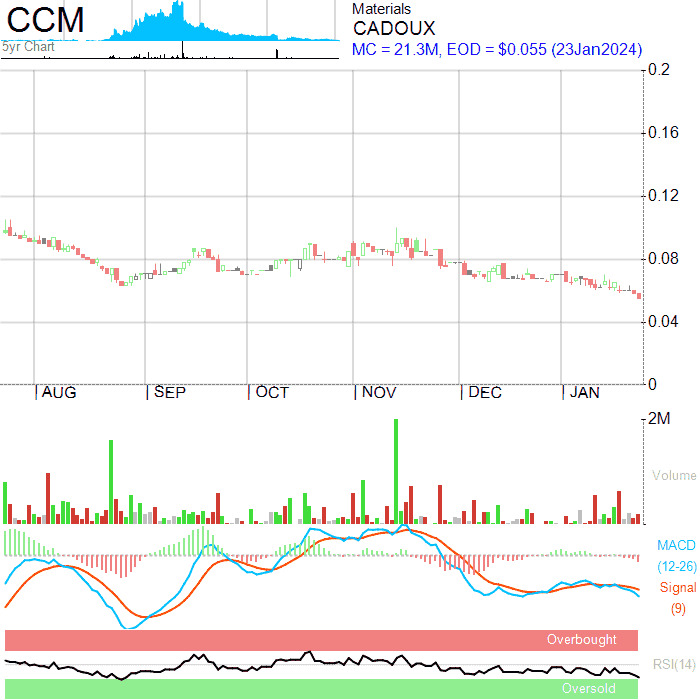 CCM
5yr Chart
Materials
CADOUX
MC = 21.3M, EOD = $0.055 (23Jan2024)
0.2
0.16
0.12
0.08
0.04
0
AUG SEP OCT NOV DEC JAN
2M
Volume
MACD
(12-26)
Signal
(9)
Overbought
RSI(14)
Oversold